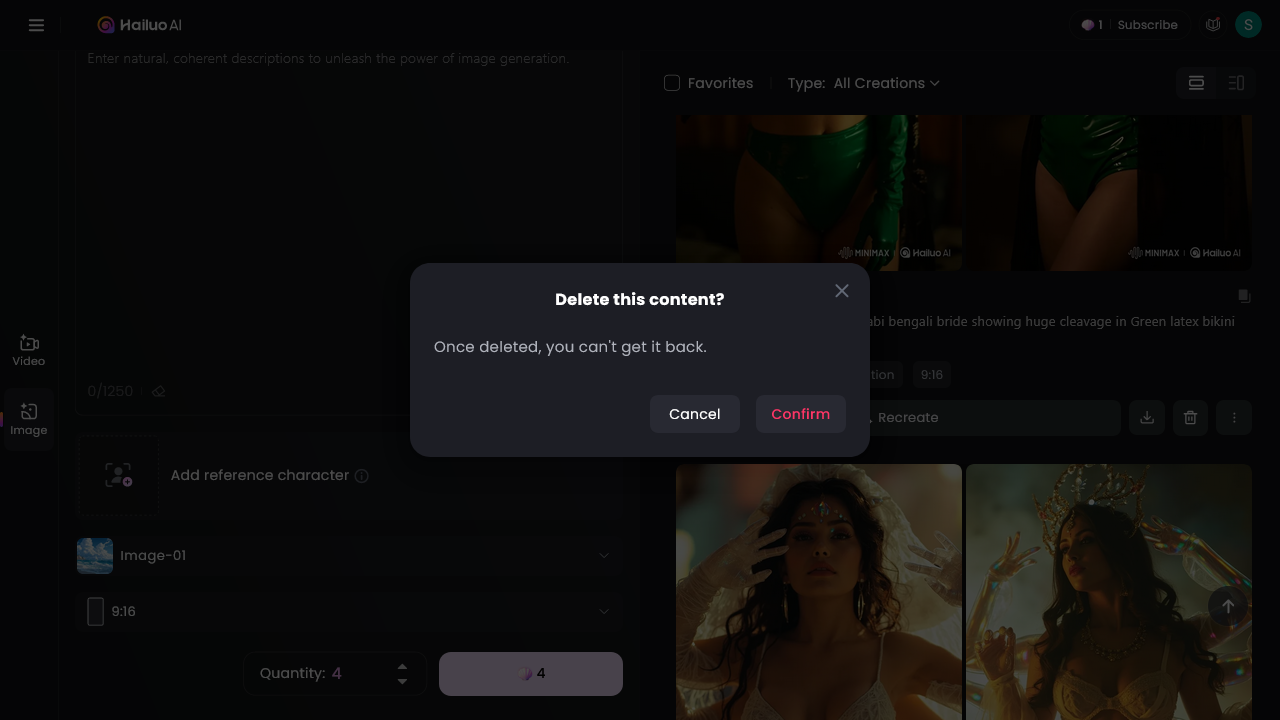 Hailuo AI
1
Subscribe
S
Enter natural, coherent descriptions to unleash the power of image generation.
0/1250
Video
Image
Add reference character
Image-01
9:16
Quantity: 4
4
Favorites
Type: All Creations
MINIMAX | Hailuo AI
MINIMAX | Hailuo AI
bengali bride showing huge cleavage in Green latex bikini
9:16
Recreate
Delete this content?
Once deleted, you can't get it back.
Cancel
Confirm